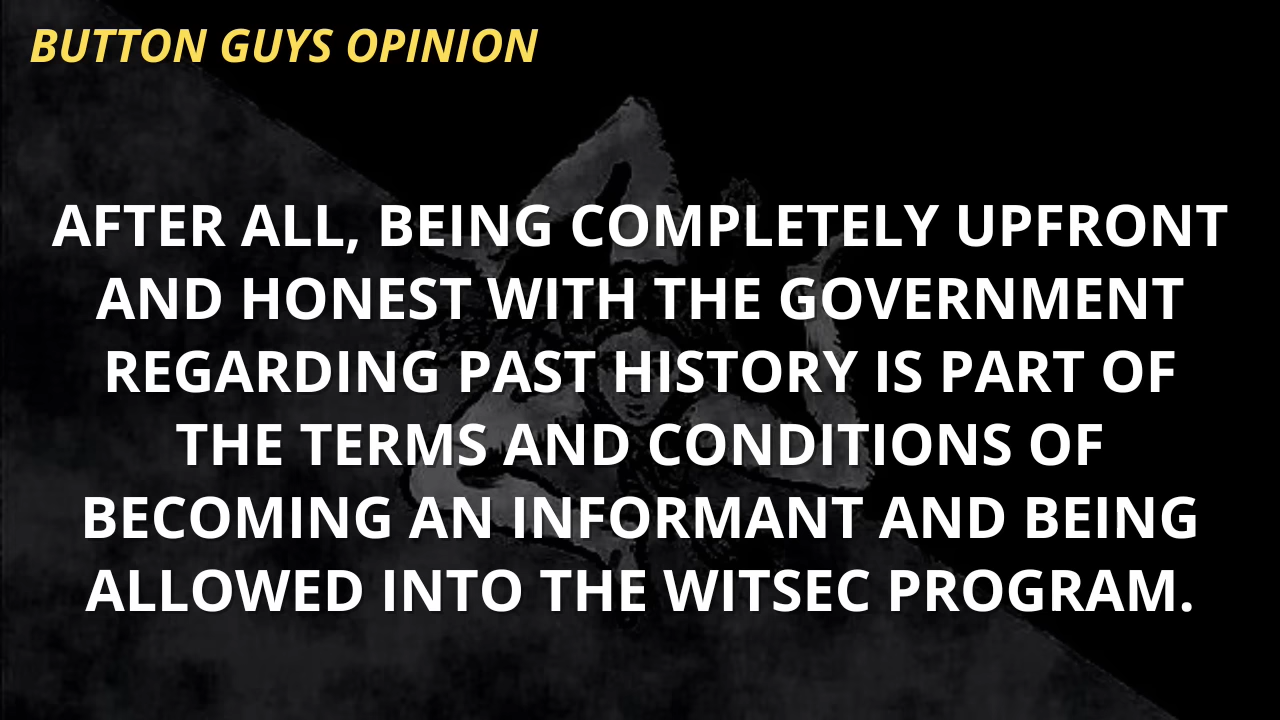 BUTTON GUYS OPINION
AFTER ALL, BEING COMPLETELY UPFRONT
AND HONEST WITH THE GOVERNMENT
REGARDING PAST HISTORY IS PART OF
THE TERMS AND CONDITIONS OF
BECOMING AN INFORMANT AND BEING
ALLOWED INTO THE WITSEC PROGRAM.